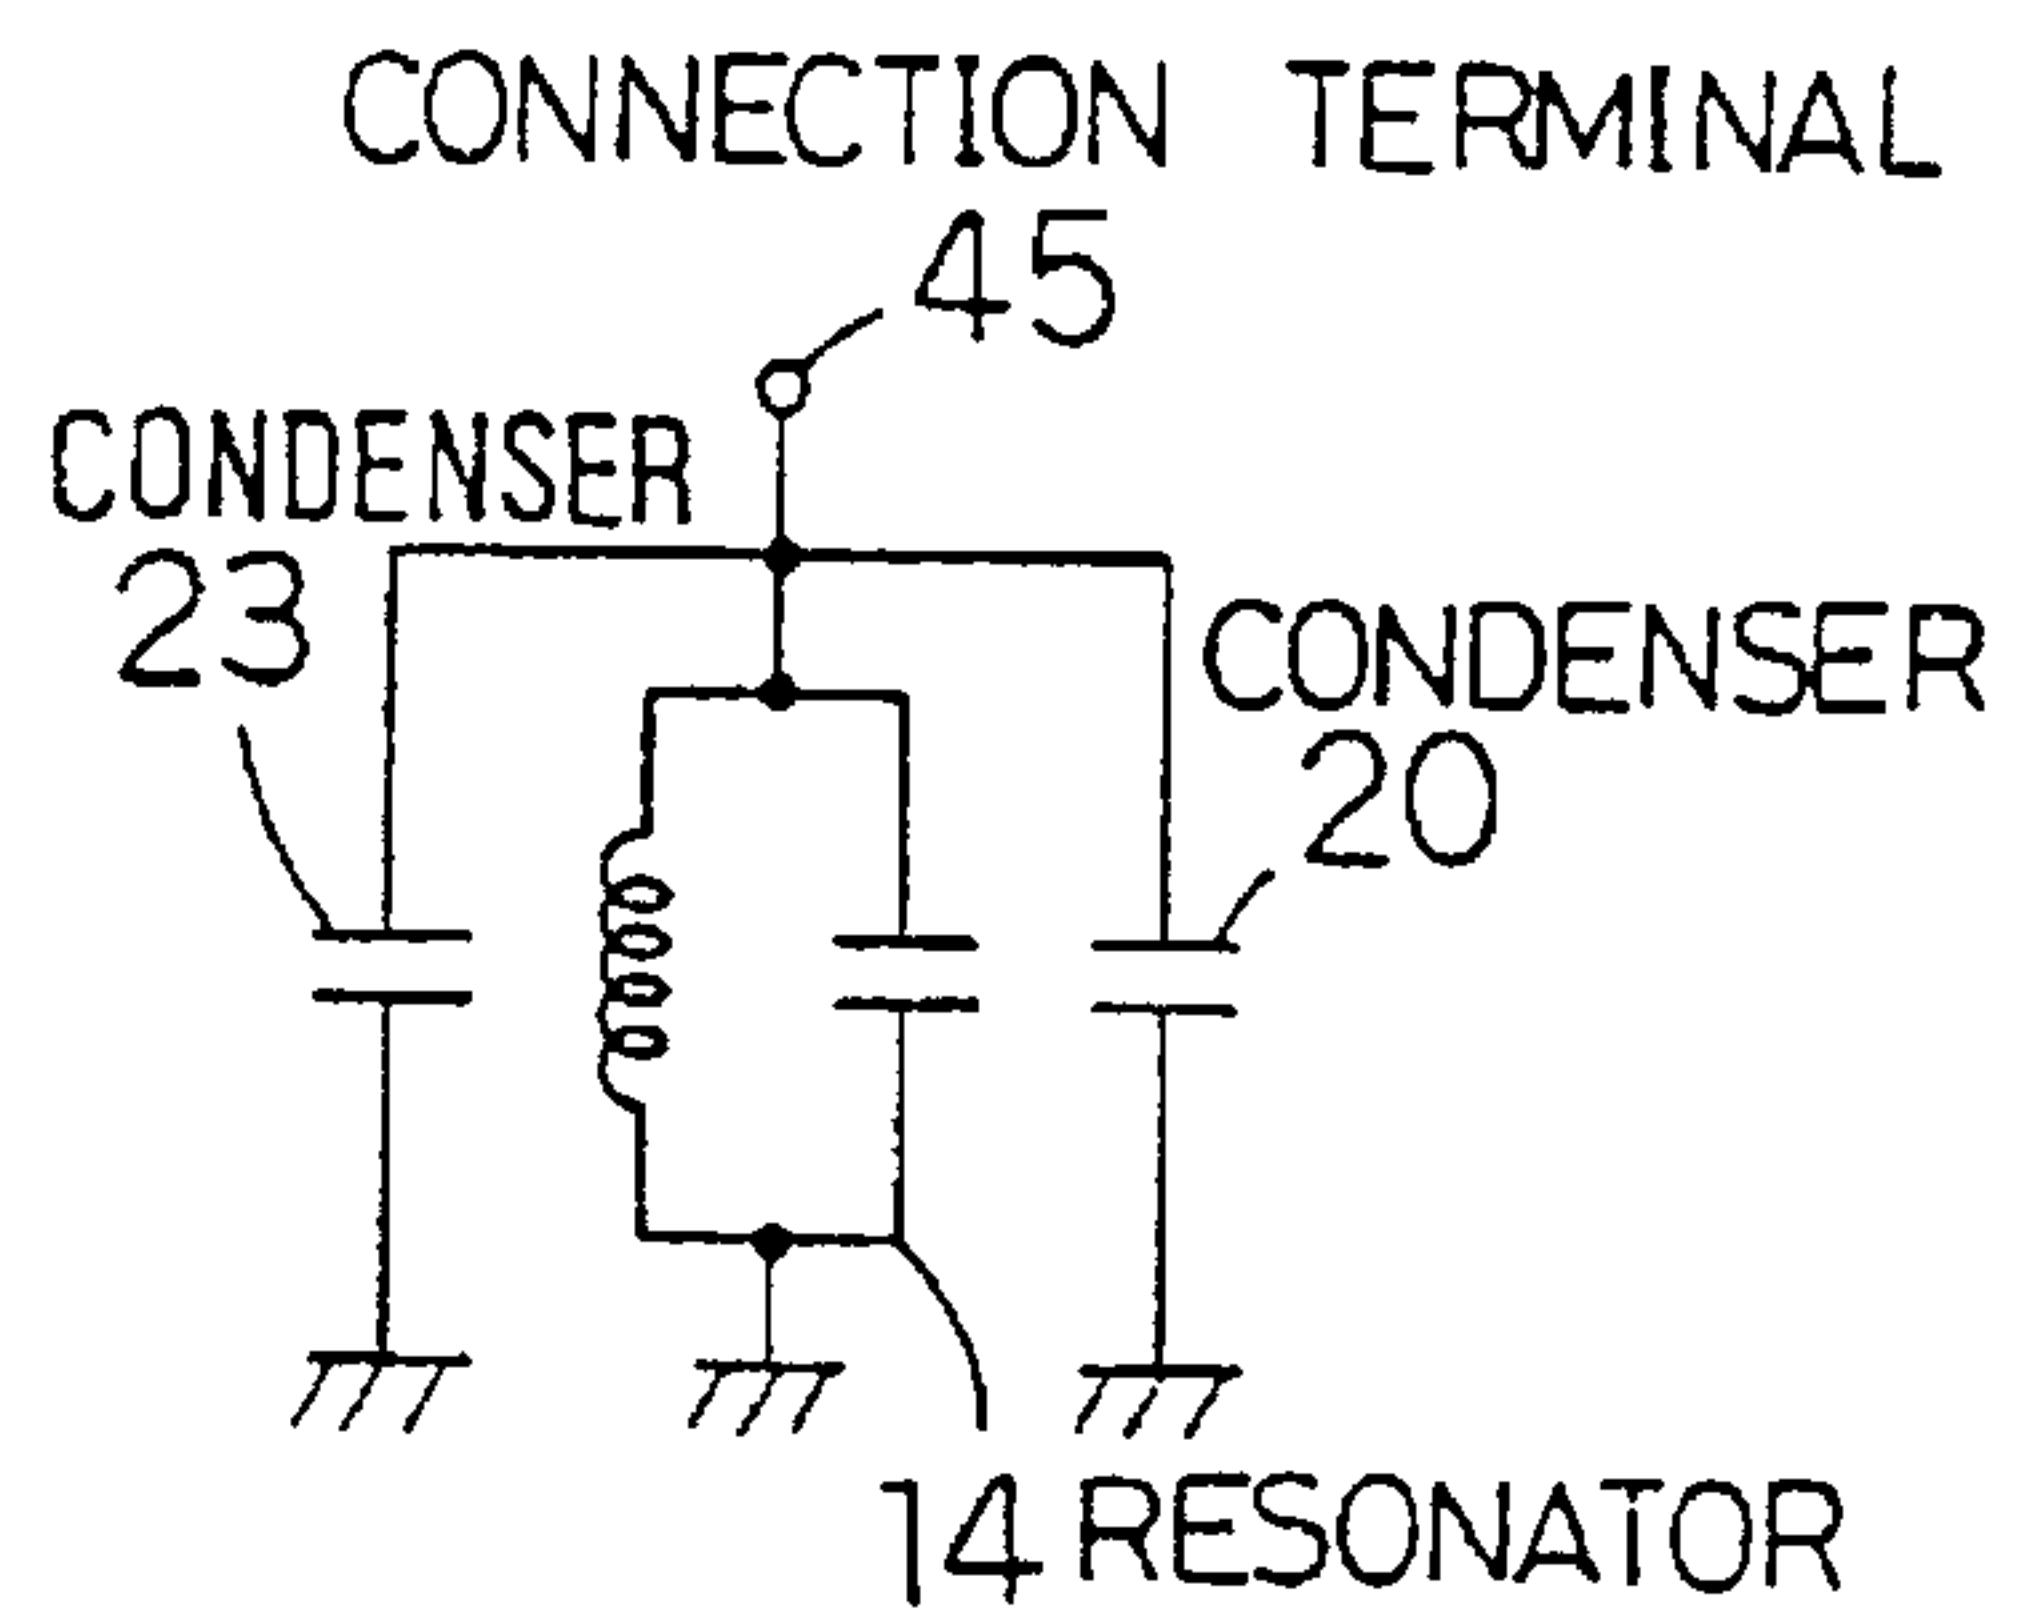 CONNECTION TERMINAL
45
CONDENSER
23
CONDENSER
20
14 RESONATOR